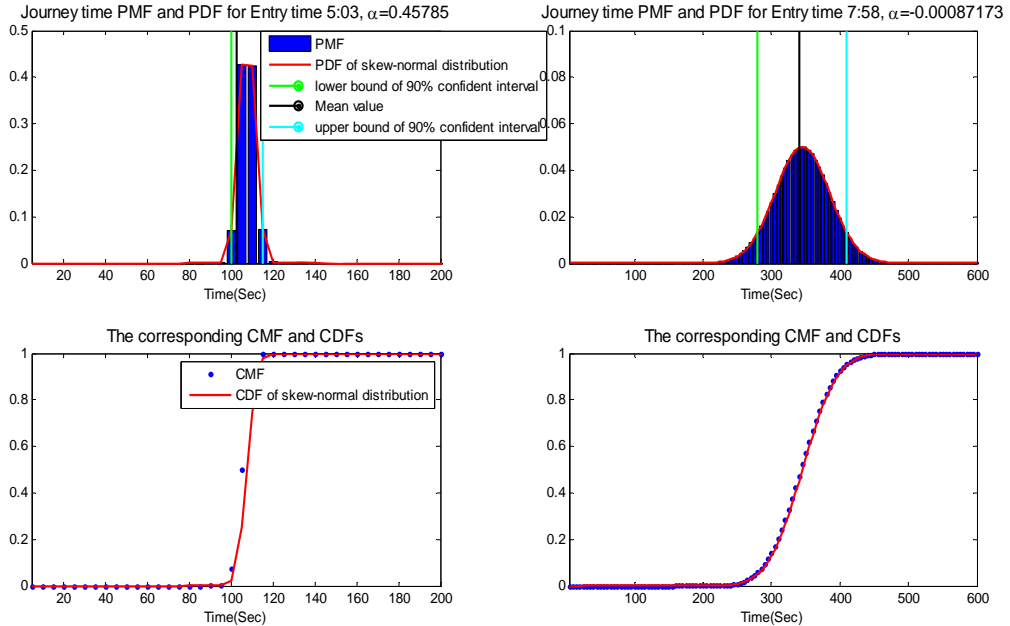 Journey time PMF and PDF for Entry time 5:03, α=0.45785
0.5
0.4
0.3
0.2
0.1
0
20 40 60 80 100 120 140 160 180 200
Time(Sec)
PMF
PDF of skew-normal distribution
lower bound of 90% confident interval
Mean value
upper bound of 90% confident interval
Journey time PMF and PDF for Entry time 7:58, α=-0.00087173
0.1
0.08
0.06
0.04
0.02
0
100 200 300 400 500 600
Time(Sec)
The corresponding CMF and CDFs
1
0.8
0.6
0.4
0.2
0
20 40 60 80 100 120 140 160 180 200
Time(Sec)
CMF
CDF of skew-normal distribution
The corresponding CMF and CDFs
1
0.8
0.6
0.4
0.2
0
100 200 300 400 500 600
Time(Sec)